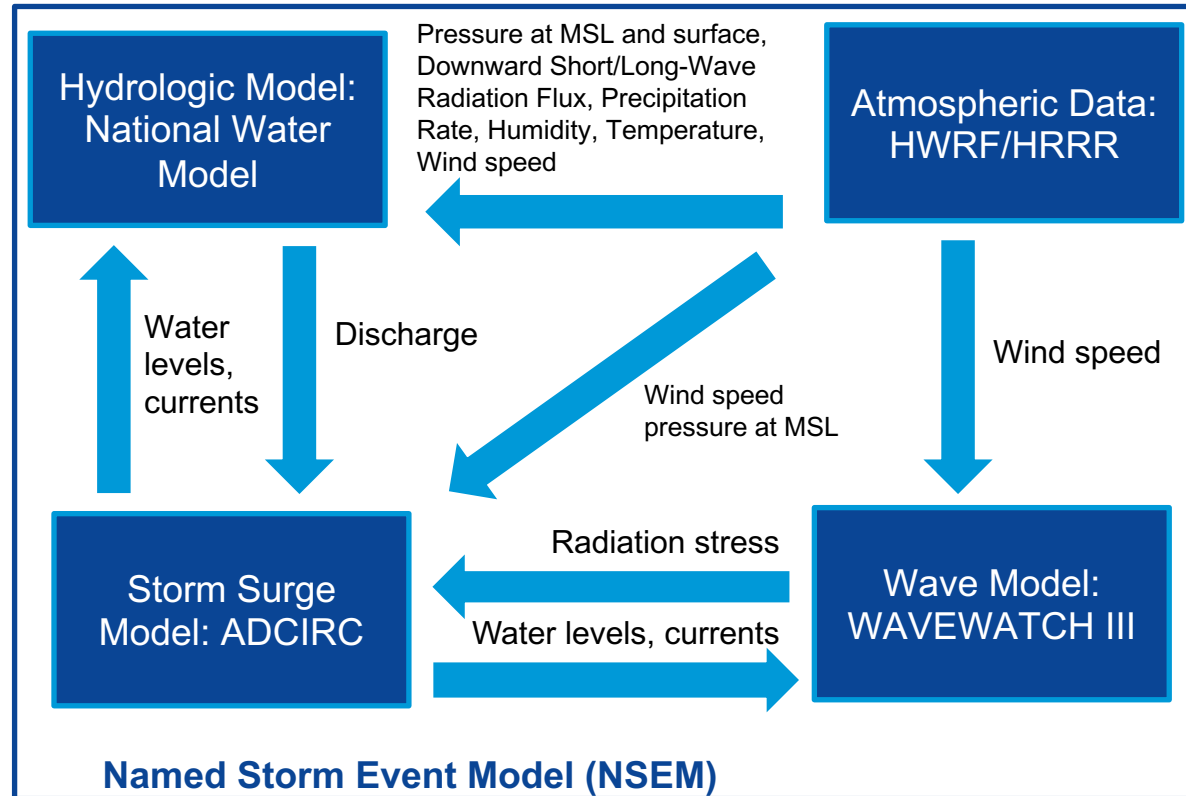 Hydrologic Model:
National Water
Model
Pressure at MSL and surface,
Downward Short/Long-Wave
Radiation Flux, Precipitation
Rate, Humidity, Temperature,
Wind speed
Atmospheric Data:
HWRF/HRRR
Water
levels,
currents
Discharge
Wind speed
pressure at MSL
Wind speed
Storm Surge
Model: ADCIRC
Radiation stress
Water levels, currents
Wave Model:
WAVEWATCH III
Named Storm Event Model (NSEM)